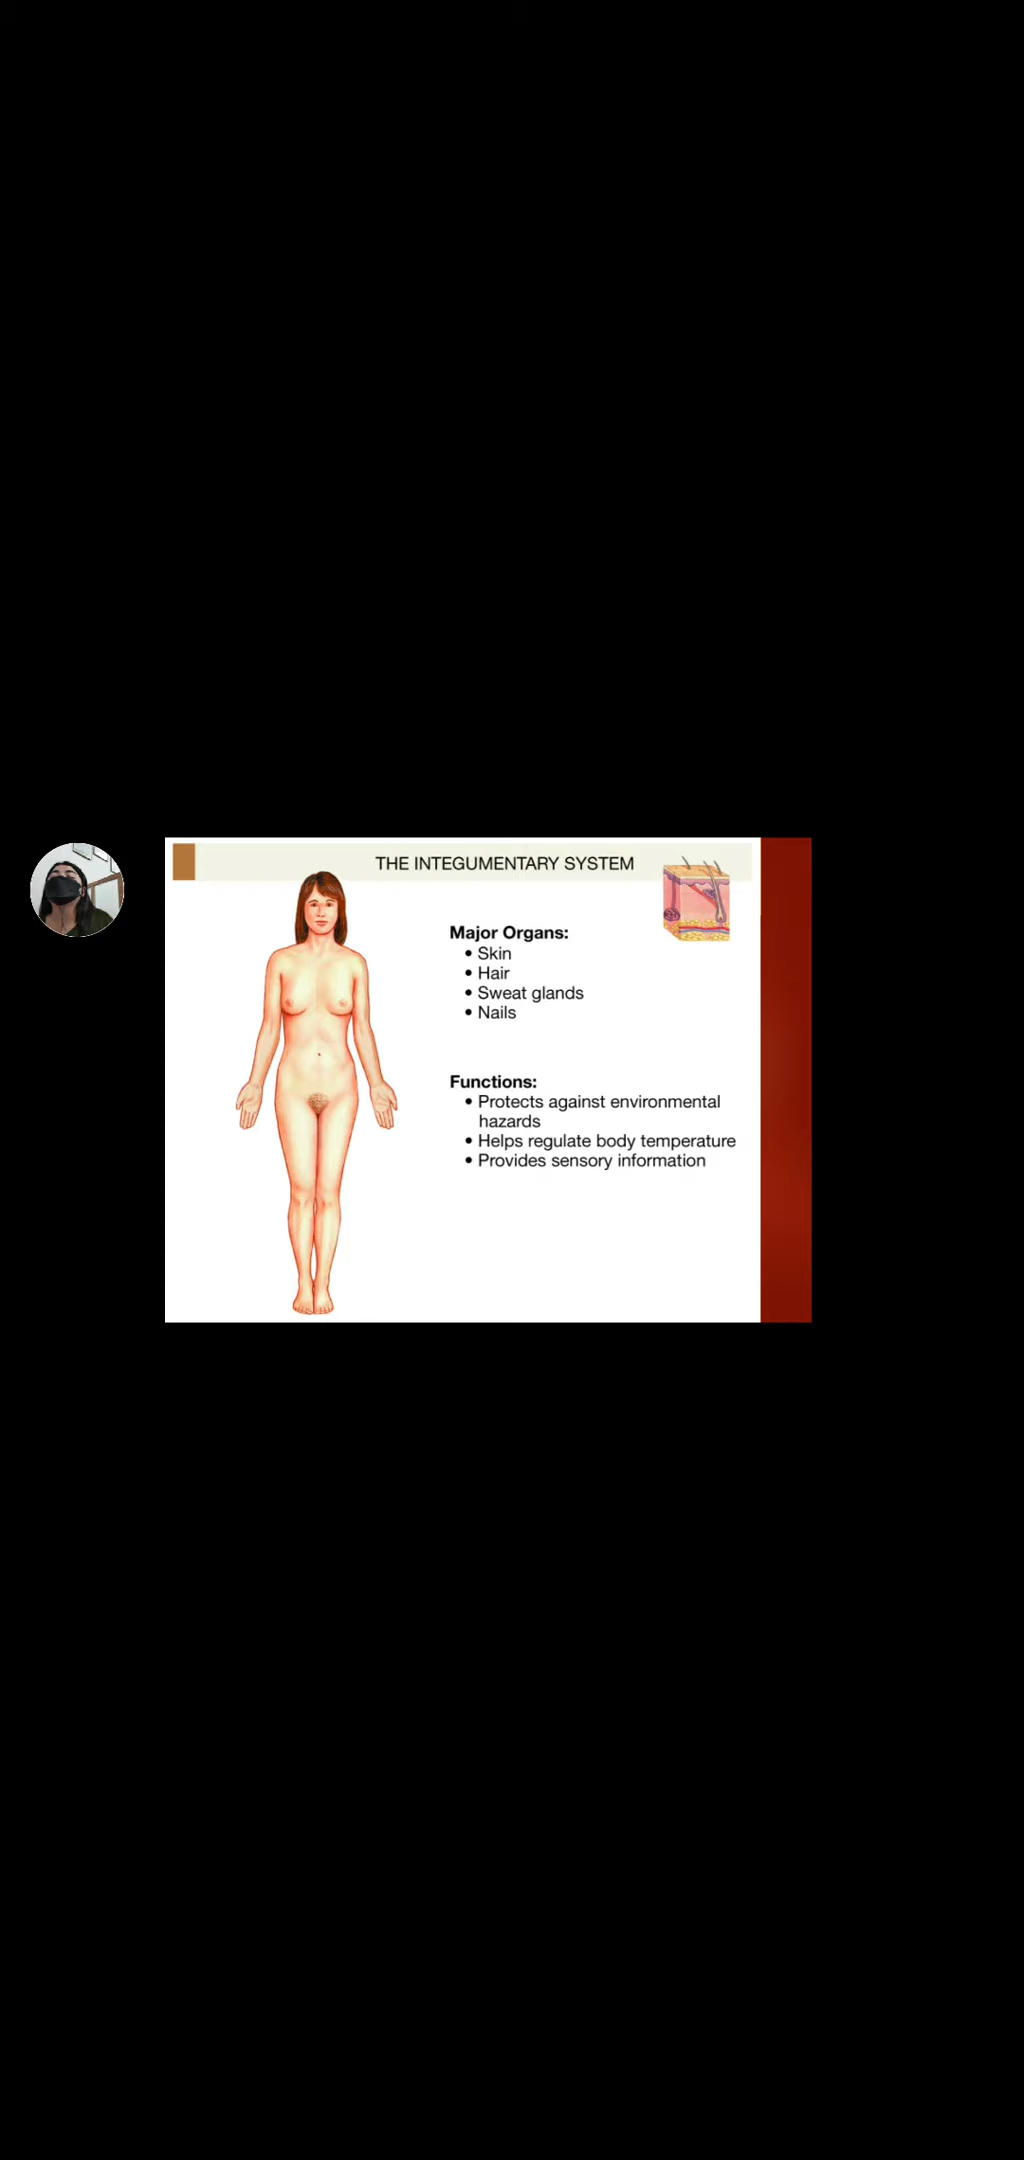 THE INTEGUMENTARY SYSTEM
Major Organs:
• Skin
• Hair
• Sweat glands
• Nails
Functions:
• Protects against environmental
hazards
• Helps regulate body temperature
• Provides sensory information